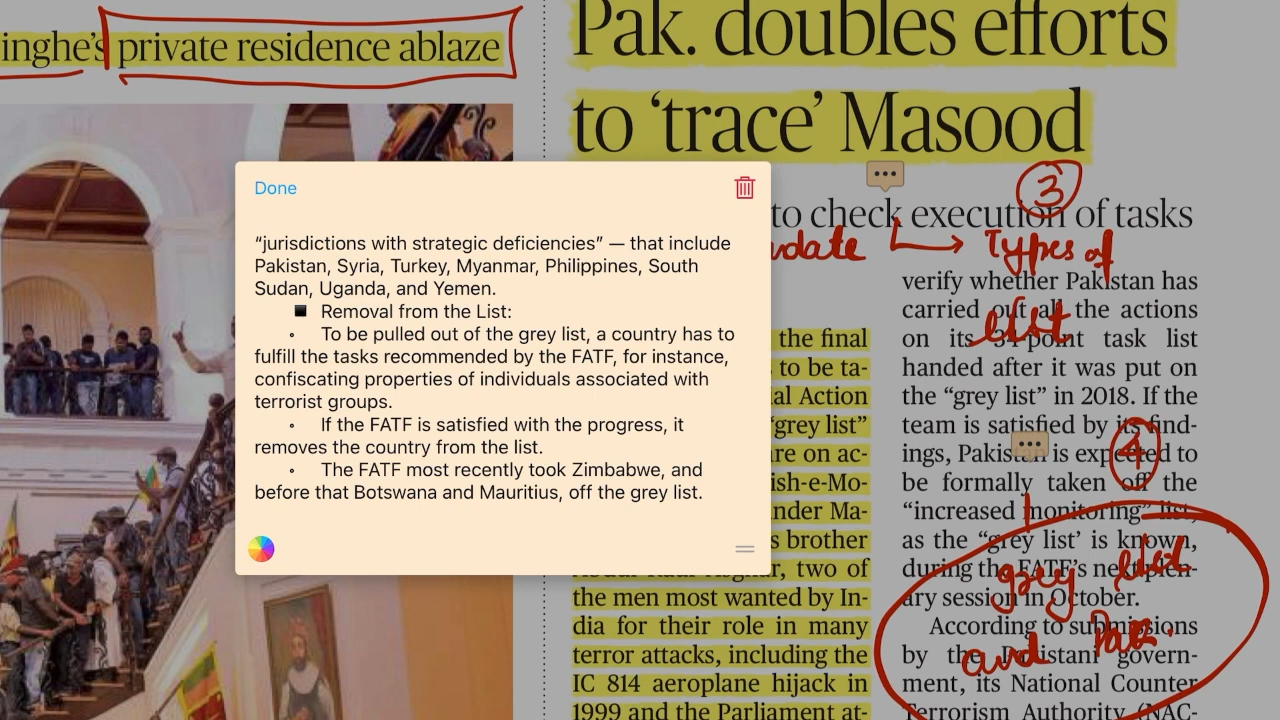 inghe's private residence ablaze
Pak. doubles efforts
to ‘trace’ Masood
to check execution of tasks
Done
“jurisdictions with strategic deficiencies” — that include
Pakistan, Syria, Turkey, Myanmar, Philippines, South
Sudan, Uganda, and Yemen.
Removal from the List:
To be pulled out of the grey list, a country has to
fulfill the tasks recommended by the FATF, for instance,
confiscating properties of individuals associated with
terrorist groups.
If the FATF is satisfied with the progress, it
removes the country from the list.
The FATF most recently took Zimbabwe, and
before that Botswana and Mauritius, off the grey list.
the final
to be ta-
al Action
“grey list”
re on ac-
ish-e-Mo-
nder Ma-
s brother
Abdul Rauf Asghar, two of
the men most wanted by In-
dia for their role in many
terror attacks, including the
IC 814 aeroplane hijack in
1999 and the Parliament at-
verify whether Pakistan has
carried out all the actions
on its 34-point task list
handed after it was put on
the “grey list” in 2018. If the
team is satisfied by its find-
ings, Pakistan is expected to
be formally taken off the
“increased monitoring” list,
as the “grey list’ is known,
during the FATF’s next plen-
ary session in October.
According to submissions
by the Pakistani govern-
ment, its National Counter
Terrorism Authority (NAC-
3
Types of
list
4
grey list
and Pak.